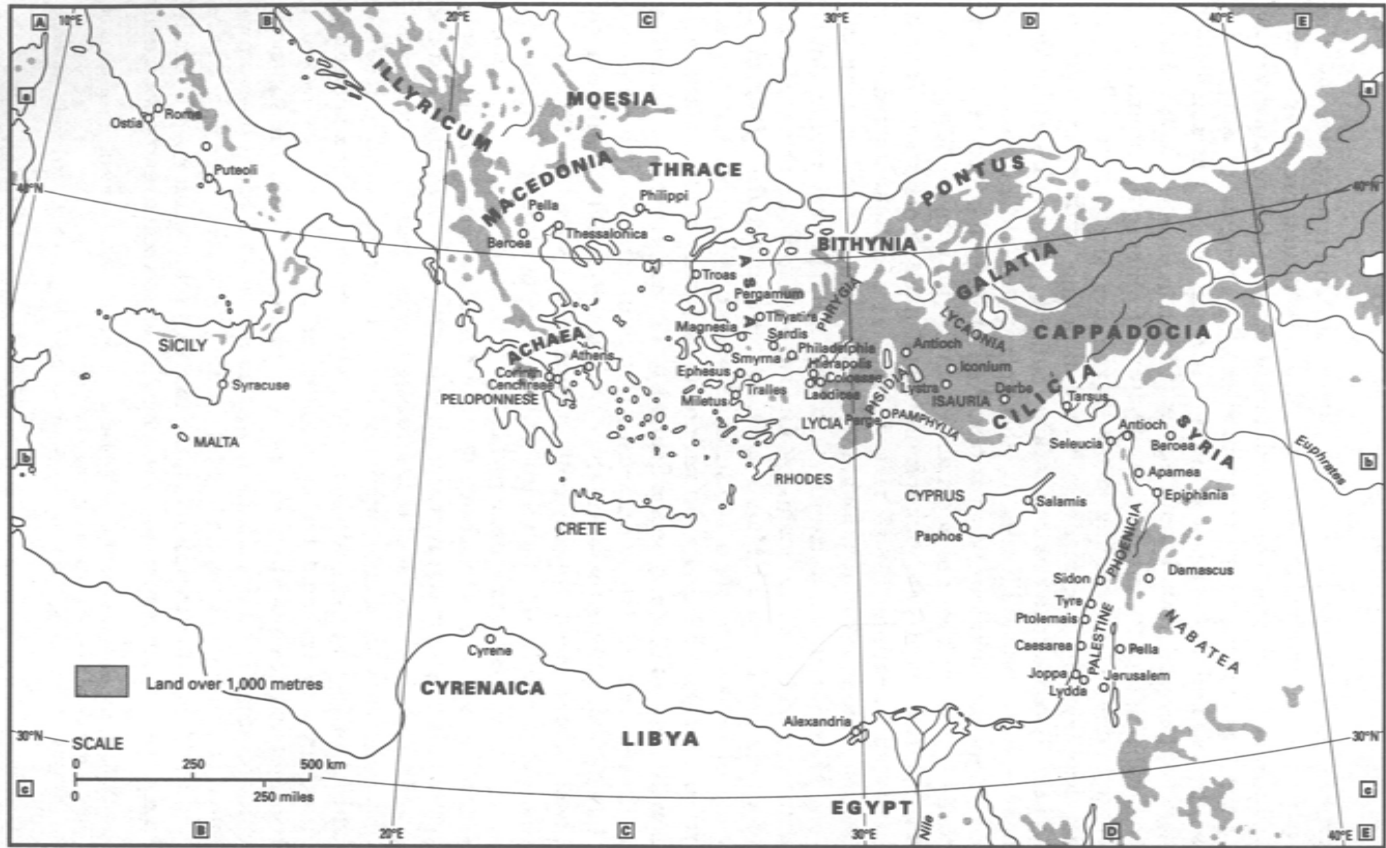 A
10°E
B
20°E
C
30°E
D
40°E
E
a
a
ILLYRICUM
MOESIA
Ostia
Rome
Puteoli
40°N
40°N
MACEDONIA
THRACE
PONTUS
Philippi
Pella
Beroea
Thessalonica
BITHYNIA
GALATIA
ASIA
Troas
Pergamum
PHRYGIA
LYCAONIA
CAPPADOCIA
Thyatira
Magnesia
Sardis
Antioch
SICILY
ACHAEA
Athens
Smyrna
Philadelphia
Hierapolis
Iconium
Corinth
Cenchreae
Ephesus
Colossae
Syracuse
Tralles
Laodicea
PISIDIA
Lystra
Derbe
CILICIA
PELOPONNESE
Miletus
ISAURIA
Tarsus
MALTA
LYCIA
Perga
PAMPHYLIA
Antioch
SYRIA
Seleucia
Beroea
Euphrates
b
b
RHODES
Apamea
CYPRUS
Salamis
Epiphania
CRETE
Paphos
PHOENICIA
Sidon
Damascus
Tyre
Ptolemais
PALESTINE
NABATEA
Cyrene
Caesarea
Pella
Land over 1,000 metres
CYRENAICA
Joppa
Jerusalem
Lydda
Alexandria
30°N
LIBYA
30°N
SCALE
0 250 500 km
0 250 miles
c
c
EGYPT
Nile
B
20°E
C
30°E
D
40°E
E